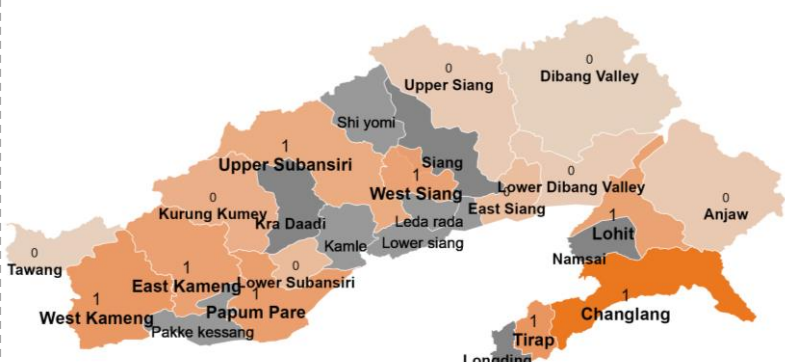 0
Upper Siang
0
Dibang Valley
Shi yomi
1
Upper Subansiri
Siang
1
West Siang
0
Lower Dibang Valley
0
East Siang
0
Anjaw
0
Kurung Kumey
Kra Daadi
Leda rada
Lower siang
Kamle
1
Lohit
Namsai
0
Tawang
1
East Kameng
0
Lower Subansiri
1
West Kameng
1
Papum Pare
Pakke kessang
1
Changlang
1
Tirap
Longding